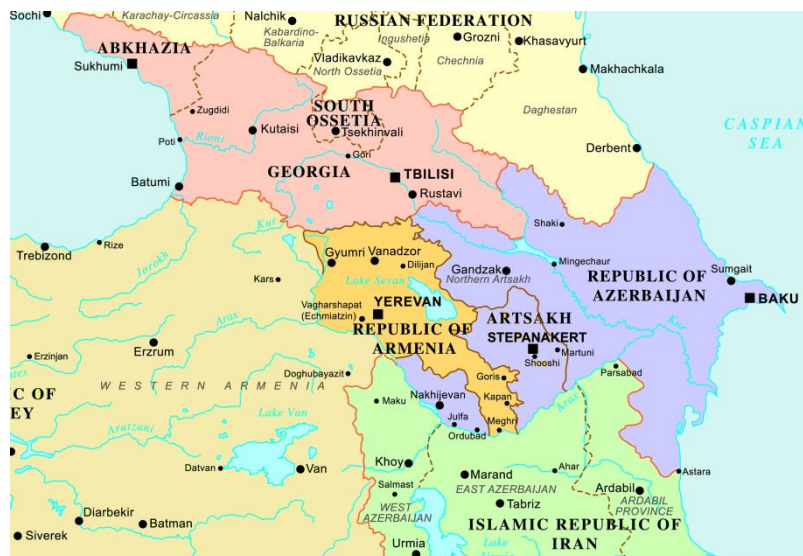 Sochi
Karachay-Circassia
Nalchik
Kabardino-
Balkaria
RUSSIAN FEDERATION
Ingushetia
Grozni
Khasavyurt
Chechnia
Vladikavkaz
North Ossetia
Makhachkala
Daghestan
ABKHAZIA
Sukhumi
SOUTH
OSSETIA
Tsekhinvali
CASPIAN
SEA
Zugdidi
Kutaisi
Rioni
Poti
Gori
Derbent
GEORGIA
TBILISI
Batumi
Rustavi
Shaki
Kur
Trebizond
Rize
Jorokh
Gyumri
Vanadzor
Dilijan
Mingechaur
Gandzak
Northern Artsakh
REPUBLIC OF
AZERBAIJAN
Sumgait
BAKU
Kars
Lake Sevan
Vagharshapat
(Echmiatzin)
YEREVAN
REPUBLIC OF
ARMENIA
ARTSAKH
STEPANAKERT
Martuni
Shooshi
Kur
Arax
Erzinjan
Erzrum
Doghubayazit
WESTERN ARMENIA
Goris
Parsabad
Maku
Nakhijevan
Kapan
Arax
IC OF
EY
Julfa
Ordubad
Meghri
Aratzani
Lake Van
Datvan
Van
Khoy
Marand
Ahar
Astara
Salmast
WEST
AZERBAIJAN
EAST AZERBAIJAN
Tabriz
Ardabil
ARDABIL
PROVINCE
Diarbekir
Batman
Siverek
ISLAMIC REPUBLIC OF
IRAN
Urmia
Lake